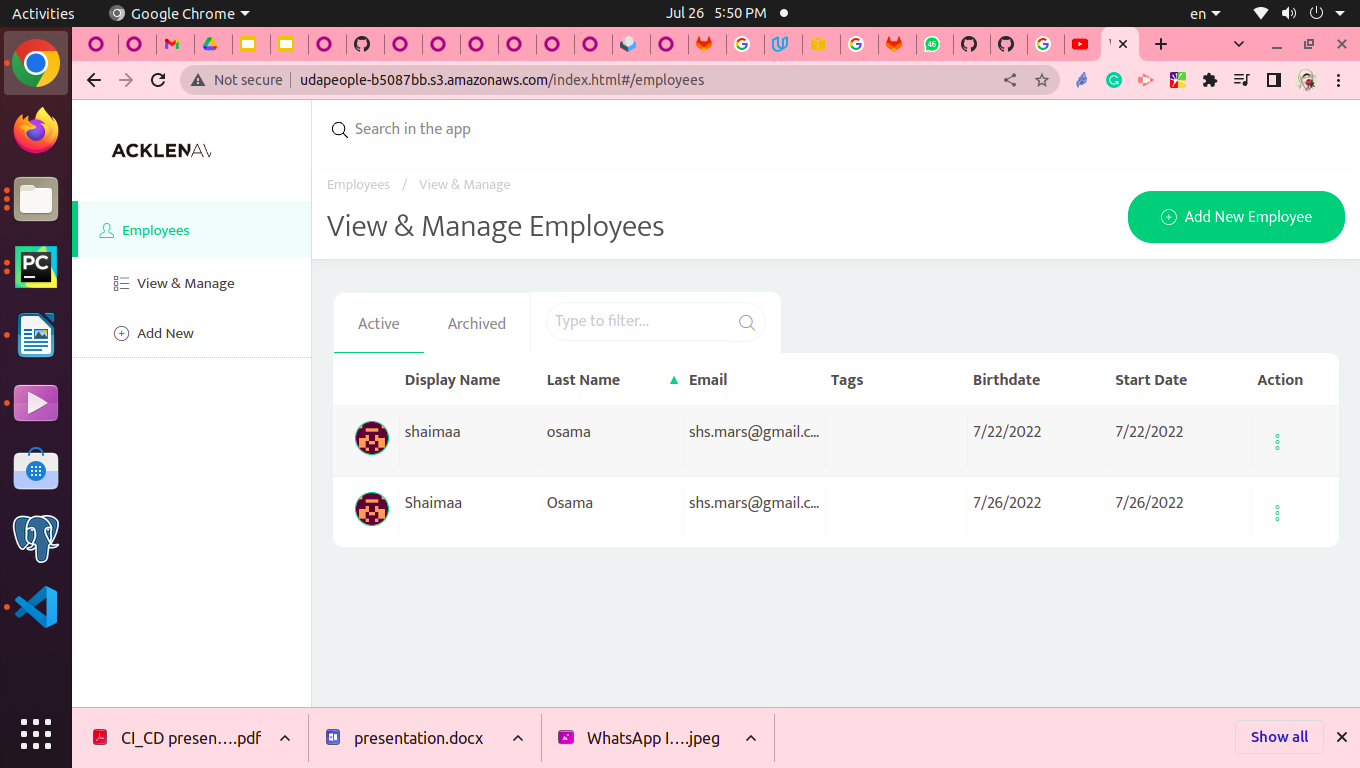 Activities Google Chrome Jul 26 5:50 PM en
46
Not secure udapeople-b5087bb.s3.amazonaws.com/index.html#/employees
ACKLENAV
Search in the app
Employees / View & Manage
View & Manage Employees
Add New Employee
Employees
View & Manage
Add New
Active Archived Type to filter...
Display Name Last Name Email Tags Birthdate Start Date Action
shaimaa osama shs.mars@gmail.c... 7/22/2022 7/22/2022
Shaimaa Osama shs.mars@gmail.c... 7/26/2022 7/26/2022
PC
CI_CD presen....pdf presentation.docx WhatsApp I....jpeg Show all